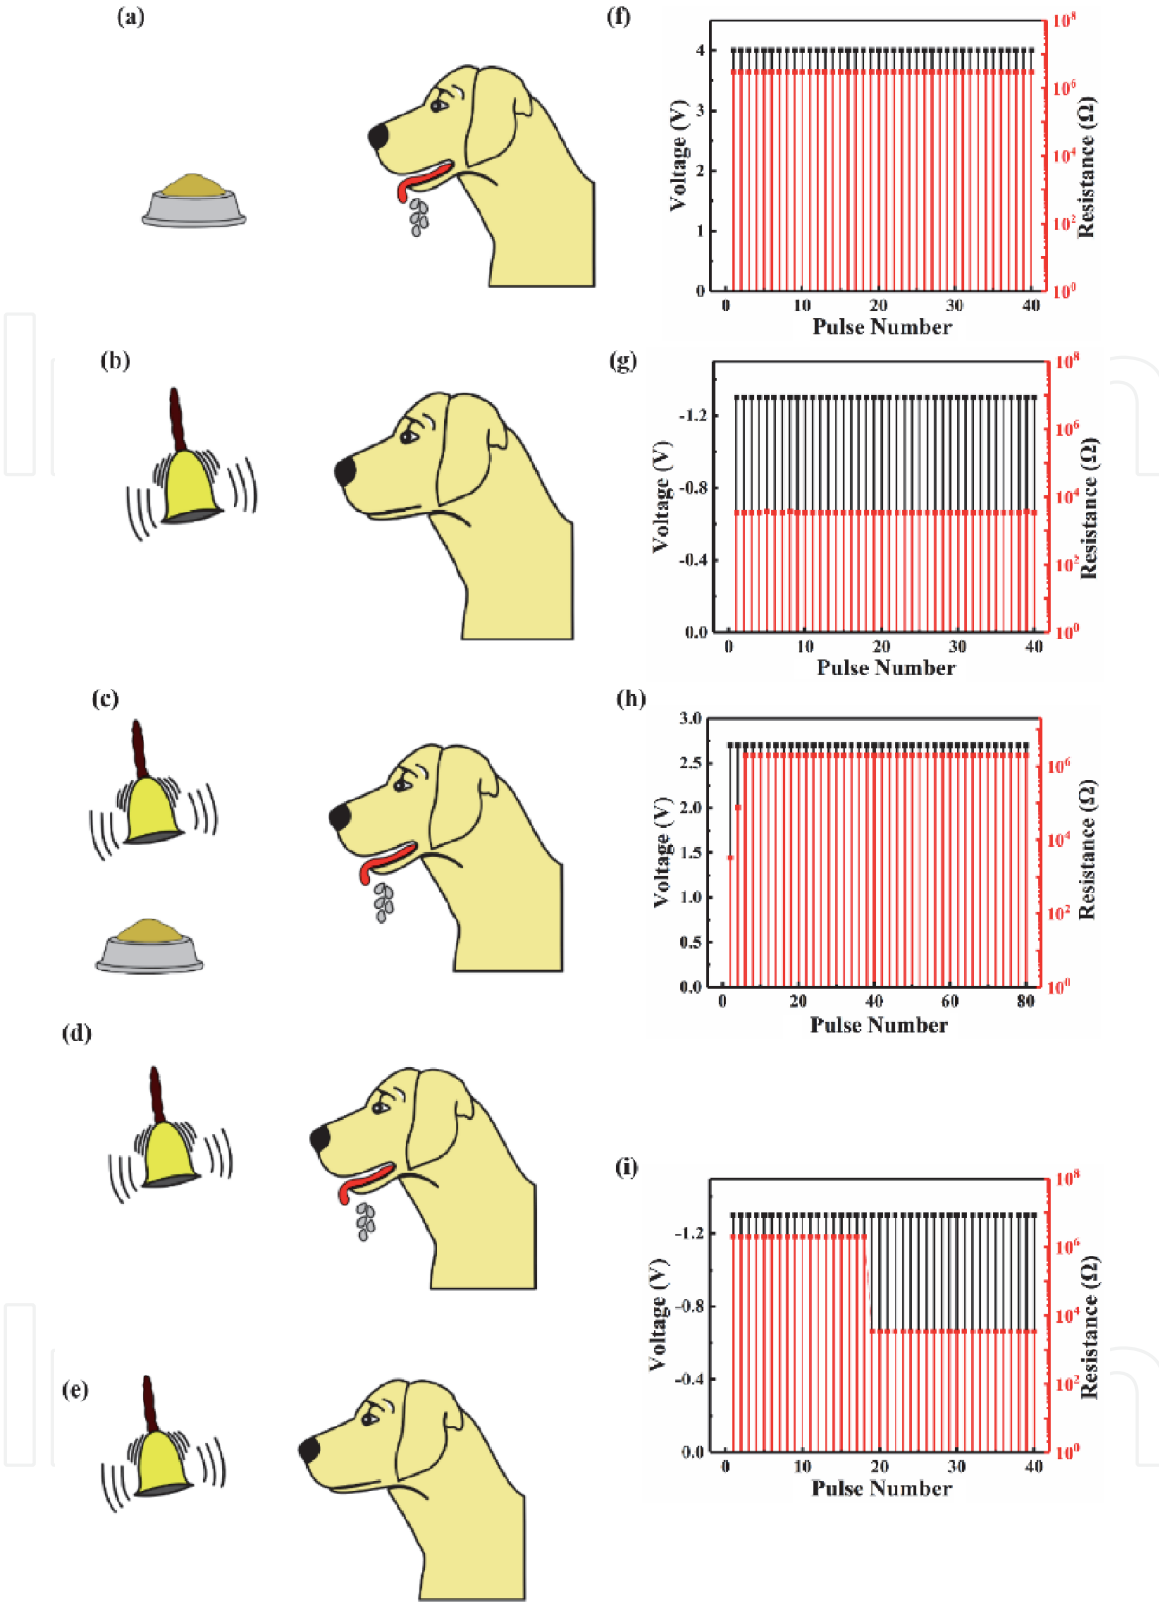 (a)
(f)
4
3
2
1
0
Voltage (V)
10⁸
10⁶
10⁴
10²
10⁰
Resistance (Ω)
0 10 20 30 40
Pulse Number
(b)
(g)
-1.2
-0.8
-0.4
0.0
Voltage (V)
10⁸
10⁶
10⁴
10²
10⁰
Resistance (Ω)
0 10 20 30 40
Pulse Number
(c)
(h)
3.0
2.5
2.0
1.5
1.0
0.5
0.0
Voltage (V)
10⁶
10⁴
10²
10⁰
Resistance (Ω)
0 20 40 60 80
Pulse Number
(d)
(i)
-1.2
-0.8
-0.4
0.0
Voltage (V)
10⁸
10⁶
10⁴
10²
10⁰
Resistance (Ω)
0 10 20 30 40
Pulse Number
(e)